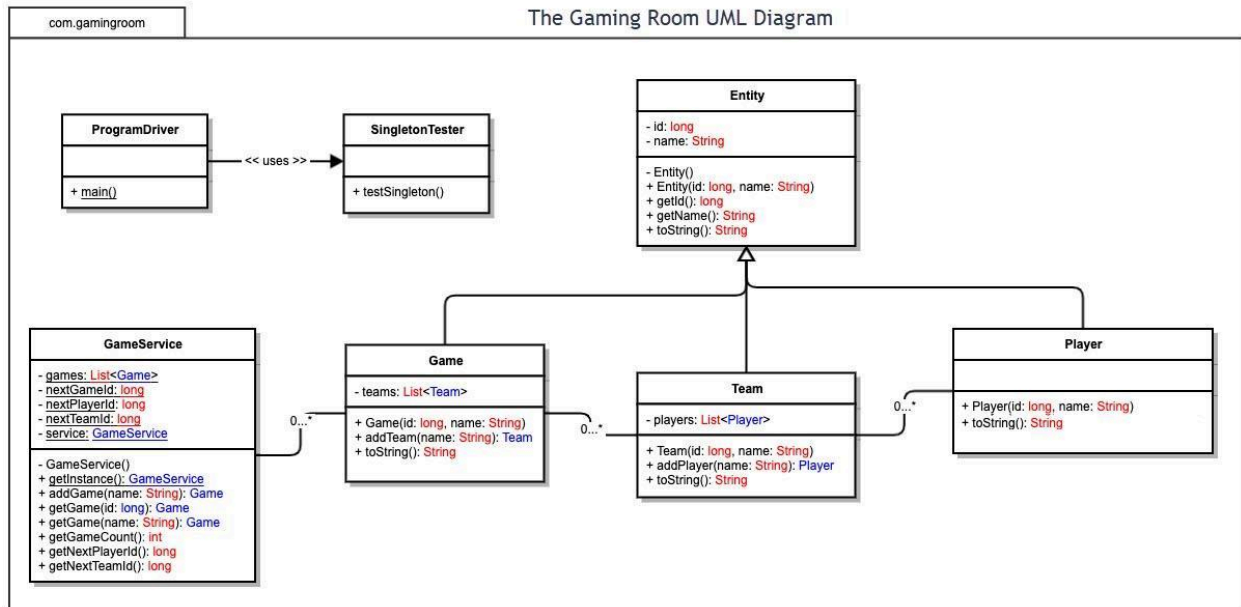 com.gamingroom
The Gaming Room UML Diagram
ProgramDriver
+ main()
<< uses >>
SingletonTester
+ testSingleton()
Entity
- id: long
- name: String
- Entity()
+ Entity(id: long, name: String)
+ getId(): long
+ getName(): String
+ toString(): String
GameService
- games: List<Game>
- nextGameId: long
- nextPlayerId: long
- nextTeamId: long
- service: GameService
- GameService()
+ getInstance(): GameService
+ addGame(name: String): Game
+ getGame(id: long): Game
+ getGame(name: String): Game
+ getGameCount(): int
+ getNextPlayerId(): long
+ getNextTeamId(): long
0...*
Game
- teams: List<Team>
+ Game(id: long, name: String)
+ addTeam(name: String): Team
+ toString(): String
0...*
Team
- players: List<Player>
+ Team(id: long, name: String)
+ addPlayer(name: String): Player
+ toString(): String
0...*
Player
+ Player(id: long, name: String)
+ toString(): String